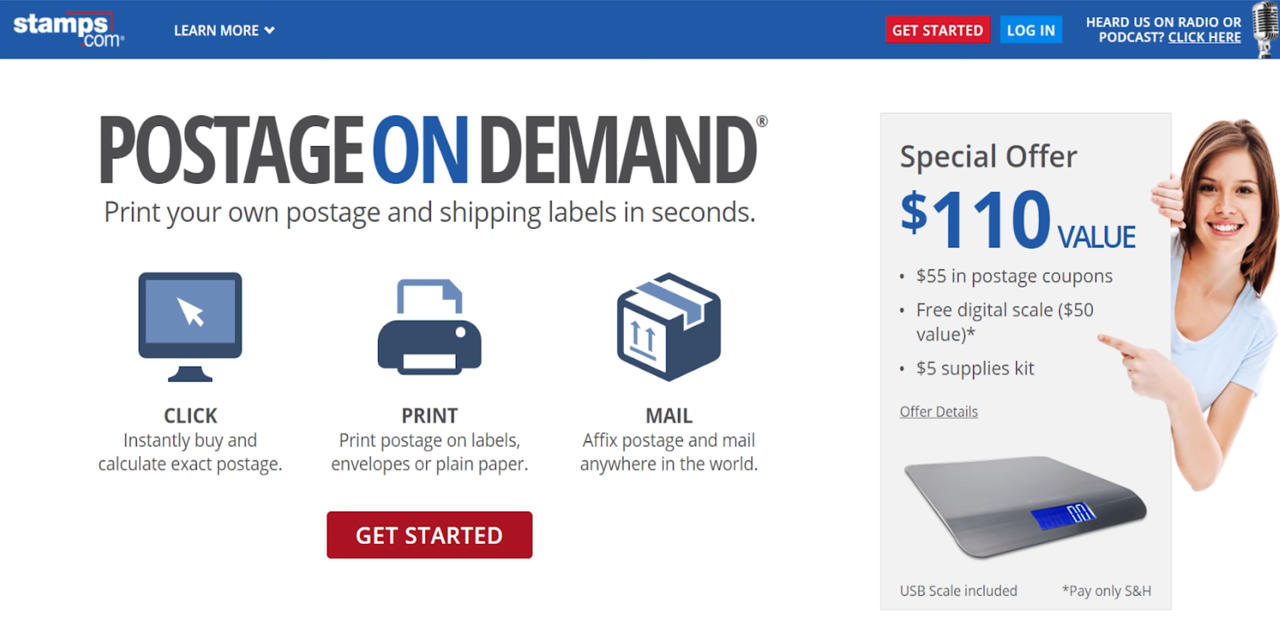 stamps
.com®
LEARN MORE
GET STARTED
LOG IN
HEARD US ON RADIO OR
PODCAST? CLICK HERE
POSTAGE ON DEMAND®
Print your own postage and shipping labels in seconds.
CLICK
Instantly buy and
calculate exact postage.
PRINT
Print postage on labels,
envelopes or plain paper.
MAIL
Affix postage and mail
anywhere in the world.
GET STARTED
Special Offer
$110 VALUE
• $55 in postage coupons
• Free digital scale ($50
value)*
• $5 supplies kit
Offer Details
0.0
USB Scale included
*Pay only S&H